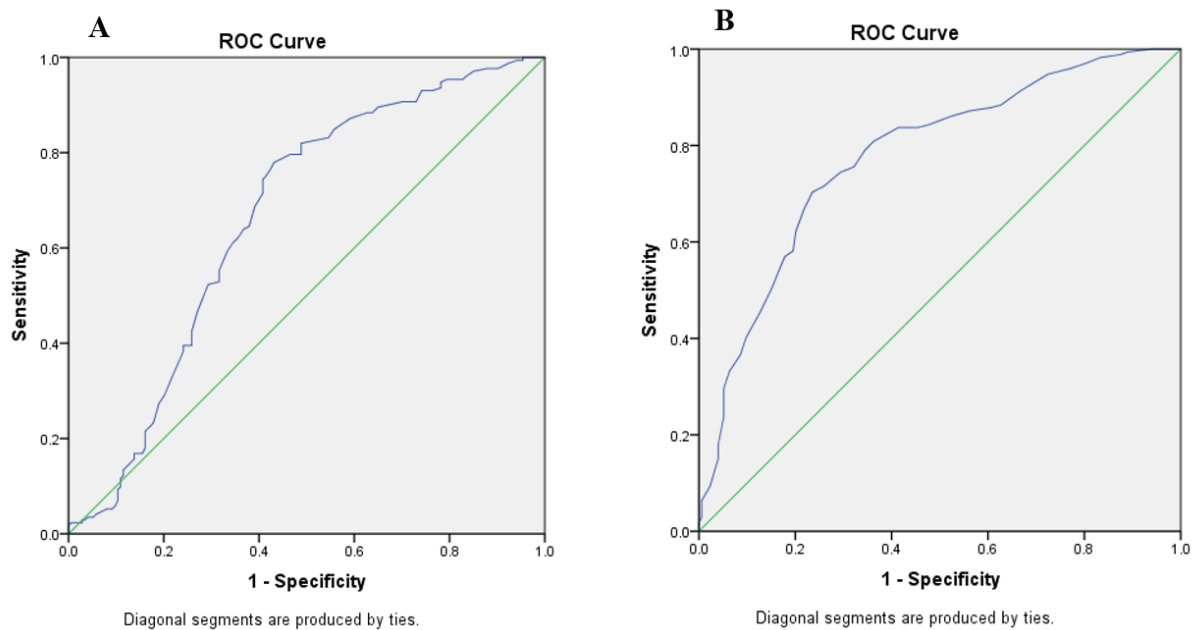 A
ROC Curve
1.0
0.8
0.6
0.4
0.2
0.0
Sensitivity
0.0 0.2 0.4 0.6 0.8 1.0
1 - Specificity
Diagonal segments are produced by ties.
B
ROC Curve
1.0
0.8
0.6
0.4
0.2
0.0
Sensitivity
0.0 0.2 0.4 0.6 0.8 1.0
1 - Specificity
Diagonal segments are produced by ties.